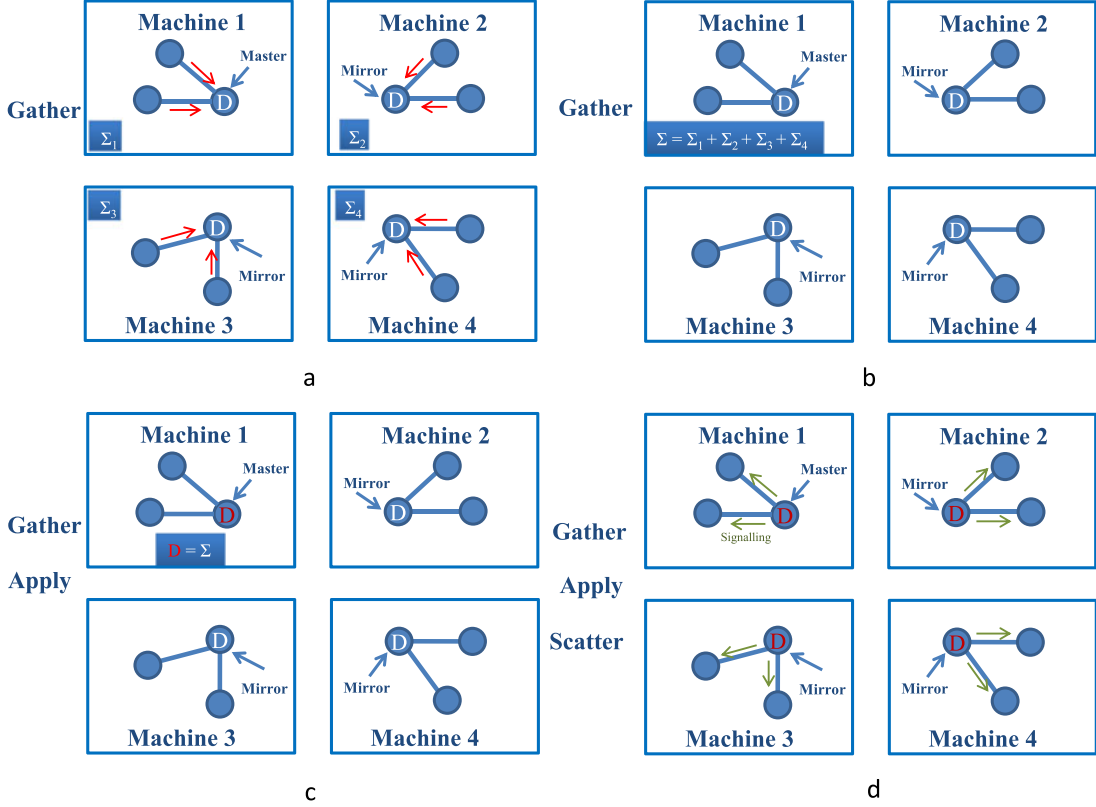 Machine 1
Master
D
Σ1
Machine 2
Mirror
D
Σ2
Gather
Σ3
D
Mirror
Machine 3
Σ4
D
Mirror
Machine 4
a
Machine 1
Master
D
Σ = Σ1 + Σ2 + Σ3 + Σ4
Machine 2
Mirror
D
Gather
D
Mirror
Machine 3
D
Mirror
Machine 4
b
Machine 1
Master
D
D = Σ
Machine 2
Mirror
D
Gather
Apply
D
Mirror
Machine 3
D
Mirror
Machine 4
c
Machine 1
Master
D
Signalling
Machine 2
Mirror
D
Gather
Apply
Scatter
D
Mirror
Machine 3
D
Mirror
Machine 4
d